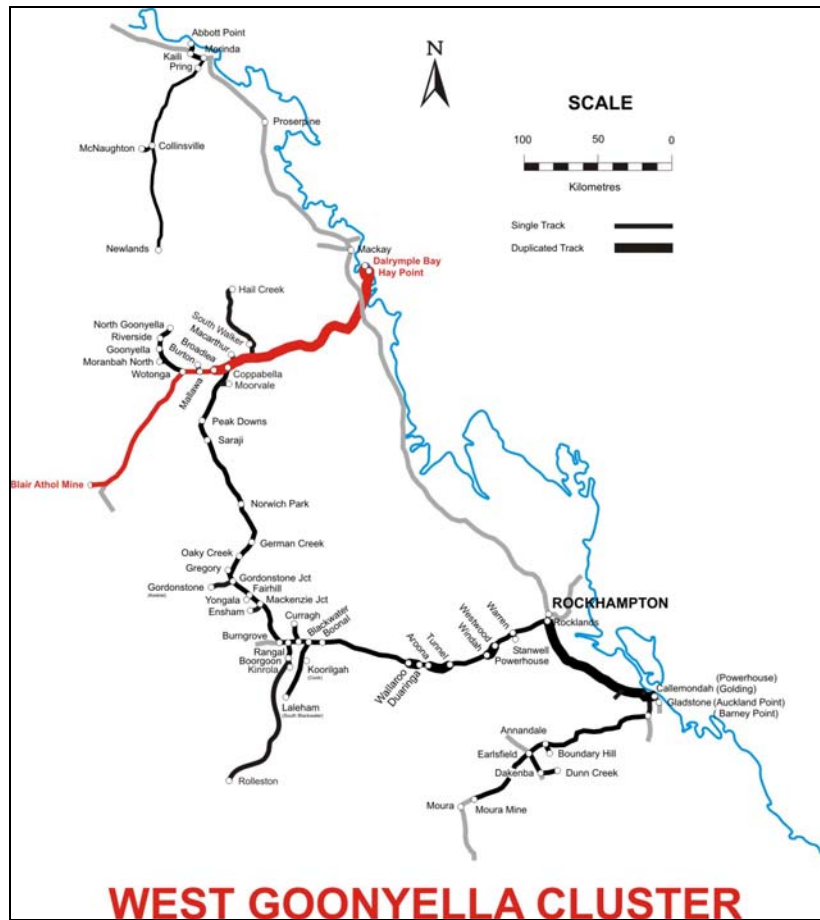 Abbott Point
Kaili
Merinda
Pring
N
SCALE
100
50
0
Kilometres
Single Track
Duplicated Track
Proserpine
McNaughton
Collinsville
Newlands
Mackay
Dalrymple Bay
Hay Point
Hail Creek
North Goonyella
South Walker
Riverside
Macarthur
Goonyella
Broadlea
Moranbah North
Burton
Wotonga
Mallawa
Coppabella
Moorvale
Peak Downs
Saraji
Blair Athol Mine
Norwich Park
German Creek
Oaky Creek
Gregory
Gordonstone Jct
Gordonstone
Fairhill
Yongala
Mackenzie Jct
Ensham
Curragh
Blackwater
Boonal
Burngrove
Rangal
Boorgoon
Kinrola
Koorilgah
(Cook)
Laleham
(South Blackwater)
Rolleston
Wallaroo
Duaringa
Aroona
Tunnel
Windah
Westwood
Warren
Stanwell
Powerhouse
ROCKHAMPTON
Rocklands
Callemondah
(Powerhouse)
(Golding)
Gladstone
(Auckland Point)
( Barney Point)
Annandale
Earlsfield
Boundary Hill
Dakenba
Dunn Creek
Moura
Moura Mine
WEST GOONYELLA CLUSTER